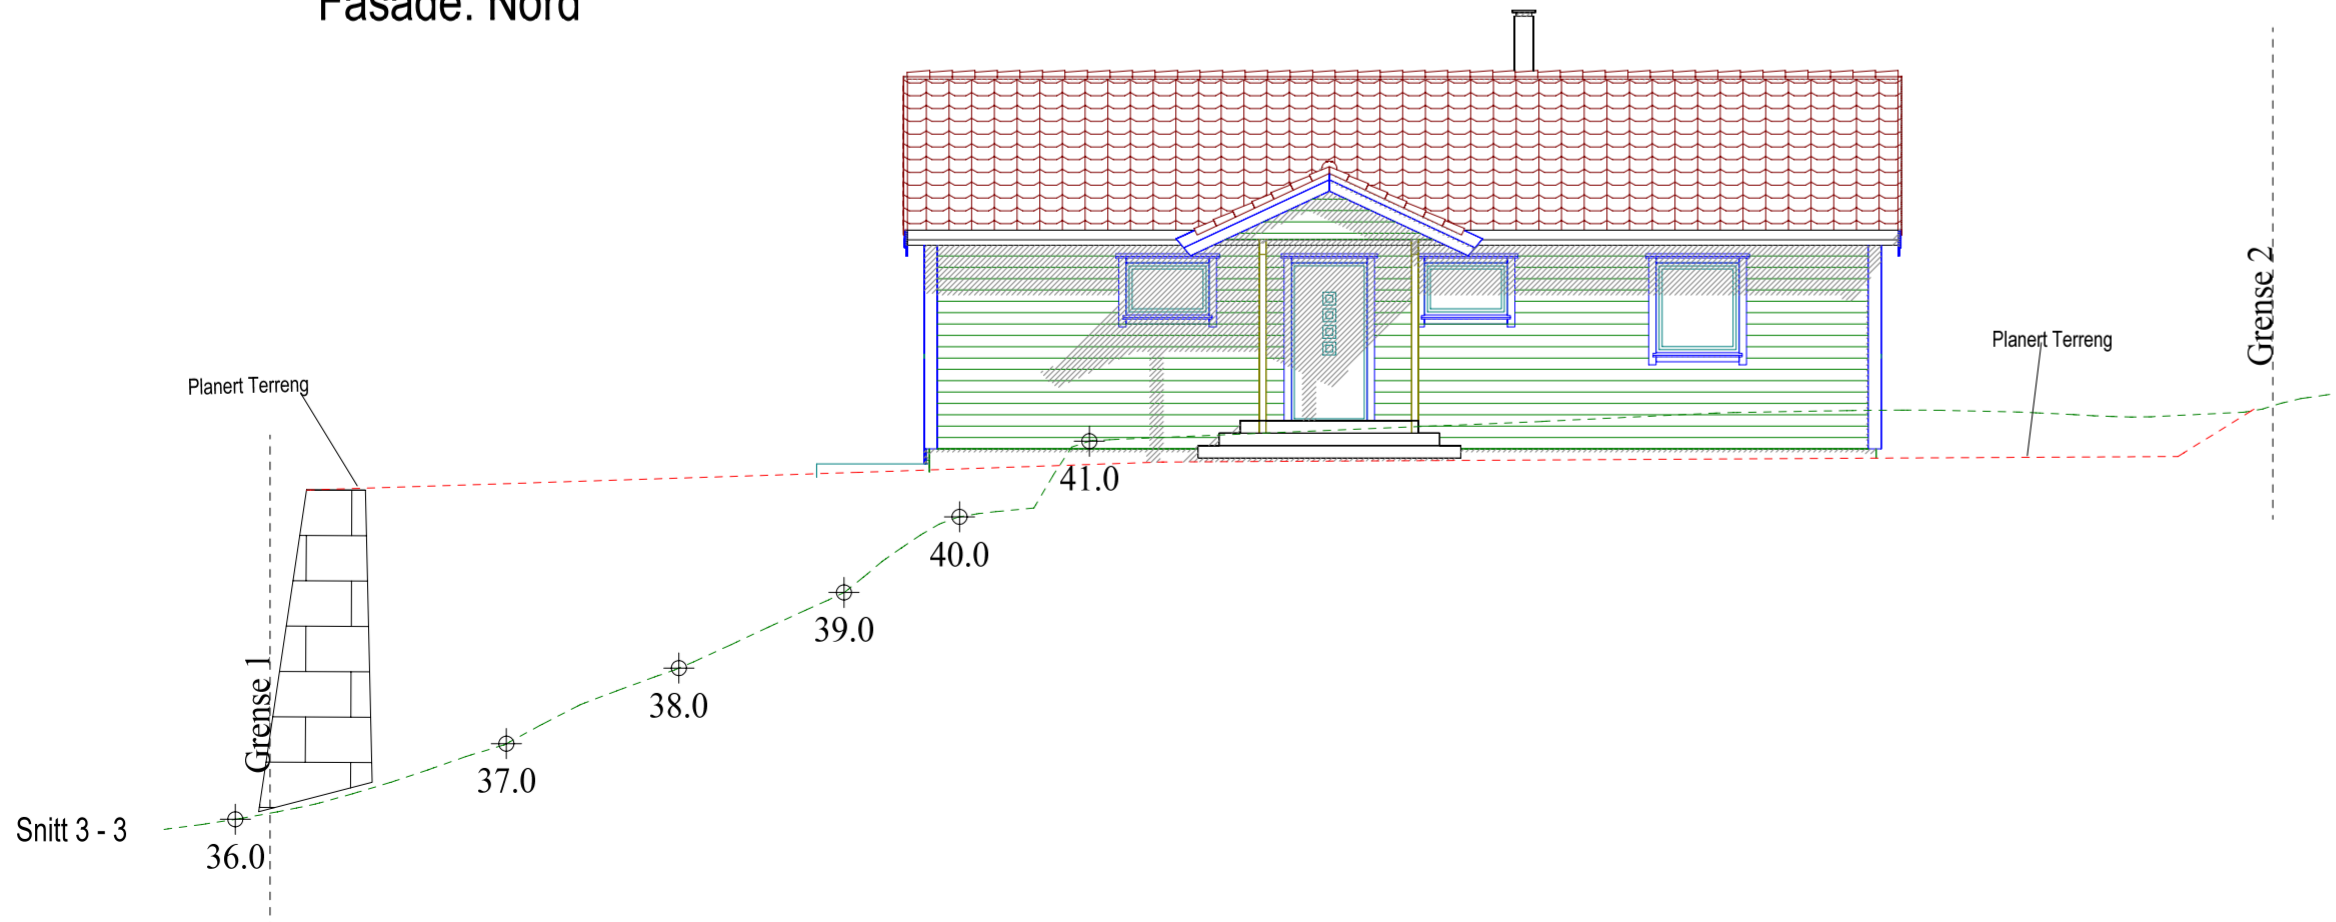 Fasade: Nord
Grense 2
Planert Terreng
Planert Terreng
41.0
40.0
39.0
Grense 1
38.0
37.0
Snitt 3 - 3
36.0